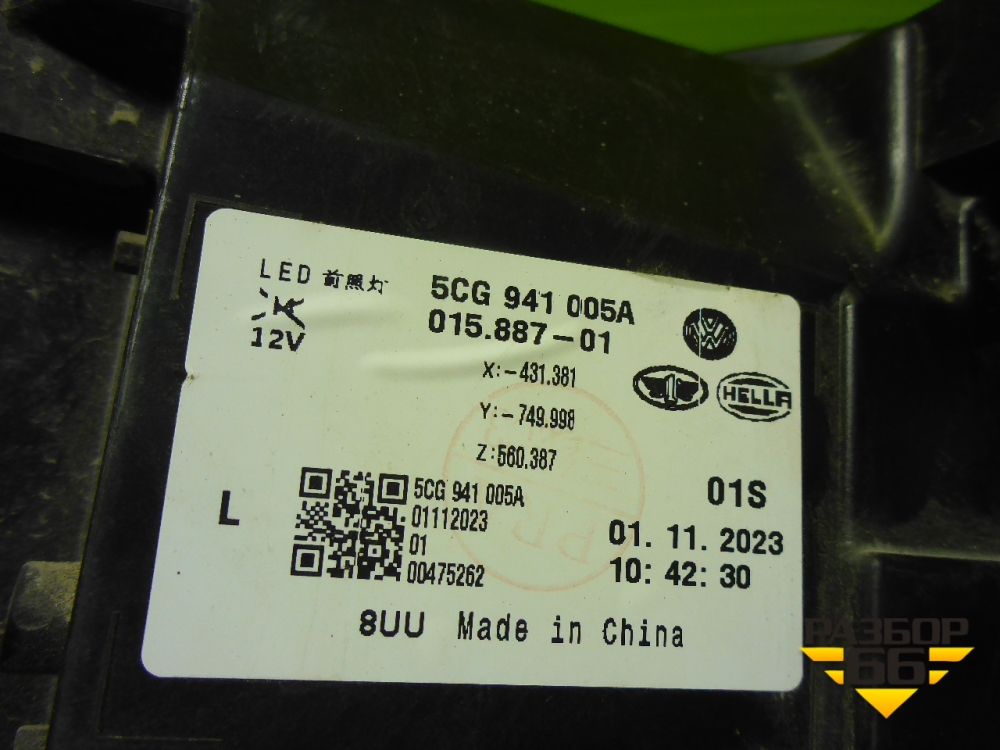 LED 前照灯
12V
5CG 941 005A
015.887-01
X:-431.381
Y:-749.998
Z:560.387
HELLA
L
5CG 941 005A
01112023
01
00475262
01S
01. 11. 2023
10: 42: 30
8UU Made in China
РАЗБОР
66